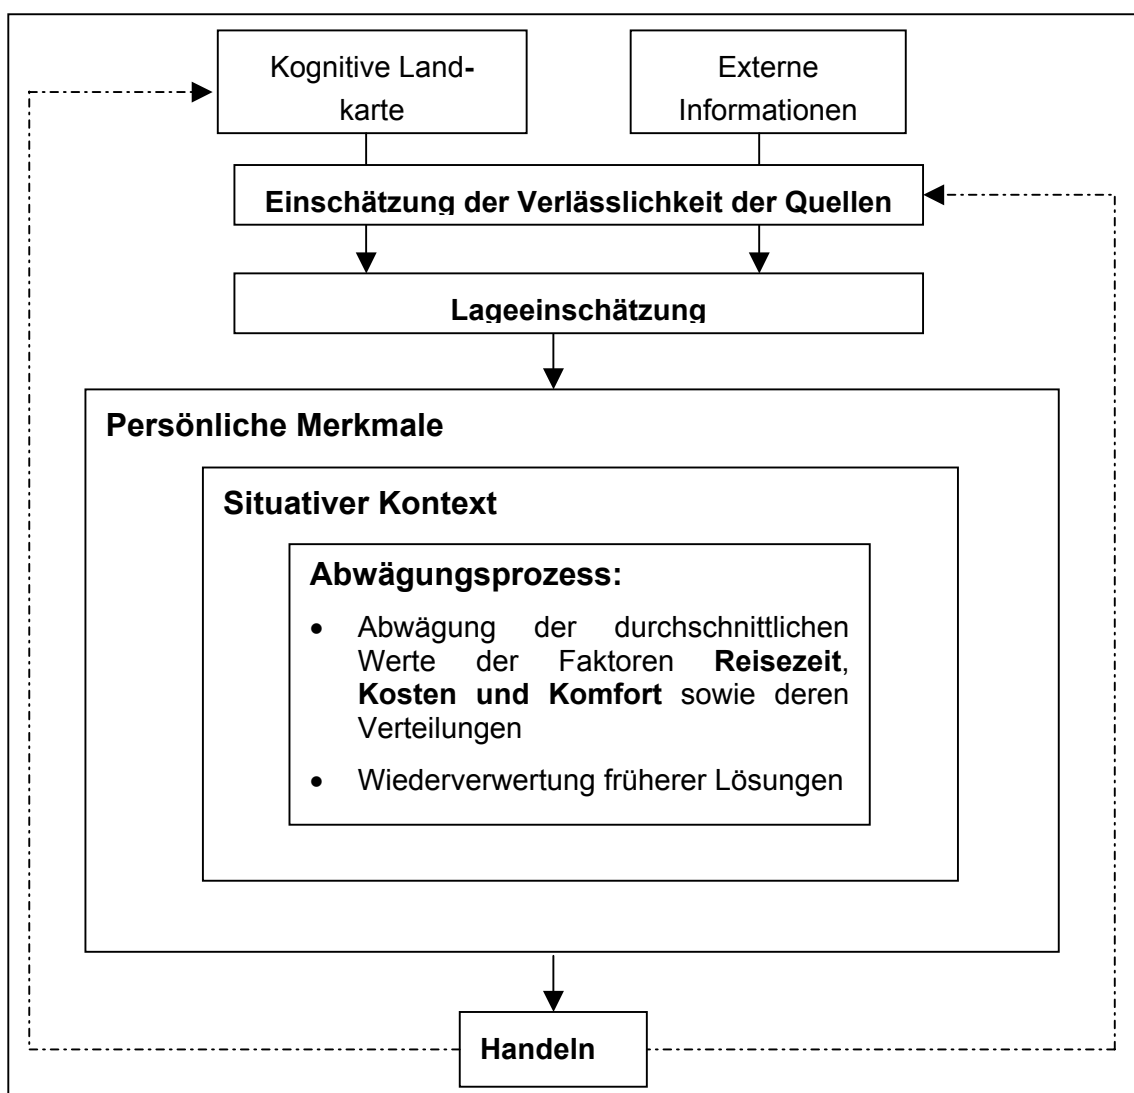 Kognitive Land-
karte
Externe
Informationen
Einschätzung der Verlässlichkeit der Quellen
Lageeinschätzung
Persönliche Merkmale
Situativer Kontext
Abwägungsprozess:
• Abwägung der durchschnittlichen
Werte der Faktoren Reisezeit,
Kosten und Komfort sowie deren
Verteilungen
• Wiederverwertung früherer Lösungen
Handeln